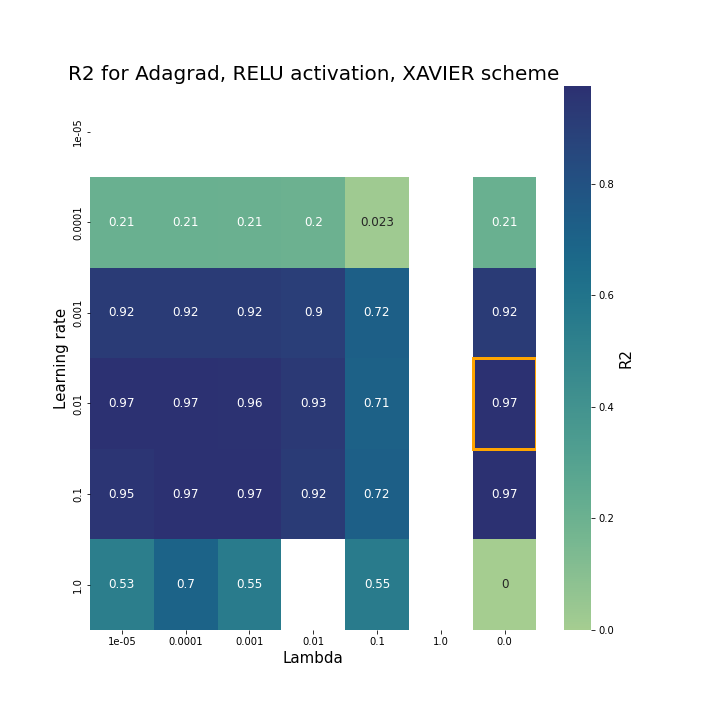 R2 for Adagrad, RELU activation, XAVIER scheme
1e-05
0.0001 0.21 0.21 0.21 0.2 0.023 0.21
0.001 0.92 0.92 0.92 0.9 0.72 0.92
0.01 0.97 0.97 0.96 0.93 0.71 0.97
0.1 0.95 0.97 0.97 0.92 0.72 0.97
1.0 0.53 0.7 0.55 0.55 0
1e-05 0.0001 0.001 0.01 0.1 1.0 0.0
Lambda
Learning rate
0.8
0.6
0.4
0.2
0.0
R2